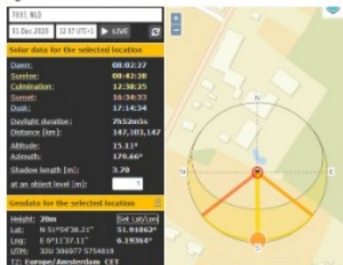 7031, NLD
31 Dec 2020 12:37 UTC+1 ▶ LIVE
Solar data for the selected location
Dawn: 08:02:27
Sunrise: 08:42:28
Culmination: 12:38:25
Sunset: 16:34:33
Dusk: 17:14:34
Daylight duration: 7h52m5s
Distance [km]: 147,103,147
Altitude: 15.11°
Azimuth: 179.66°
Shadow length [m]: 3.70
at an object level [m]: 1
Geodata for the selected location
Height: 20m Set Lat/Lon
Lat: N 51°54'38.21" 51.91062°
Lng: E 6°11'37.11" 6.19364°
UTM: 32U 306977 5754819
TZ: Europe/Amsterdam CET
+
-
N
E
S